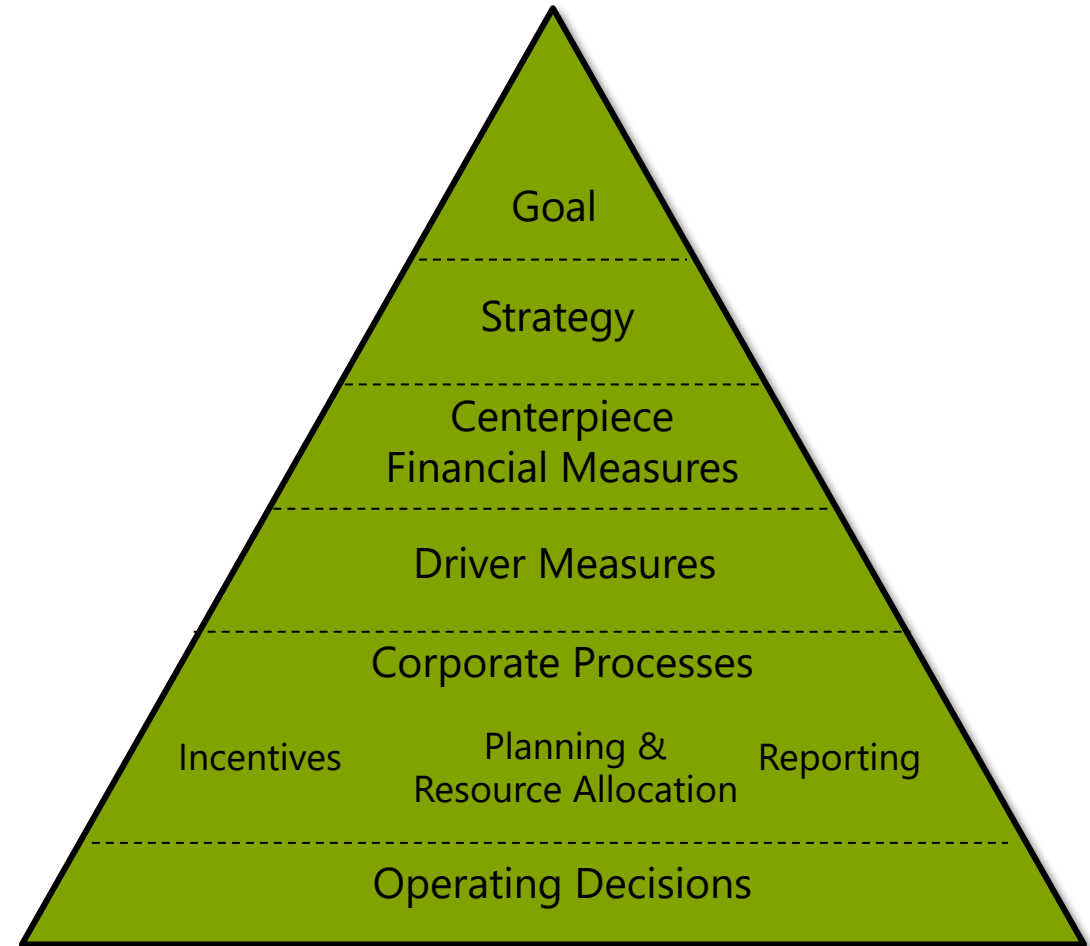 Goal
Strategy
Centerpiece
Financial Measures
Driver Measures
Corporate Processes
Incentives
Planning &
Resource Allocation
Reporting
Operating Decisions